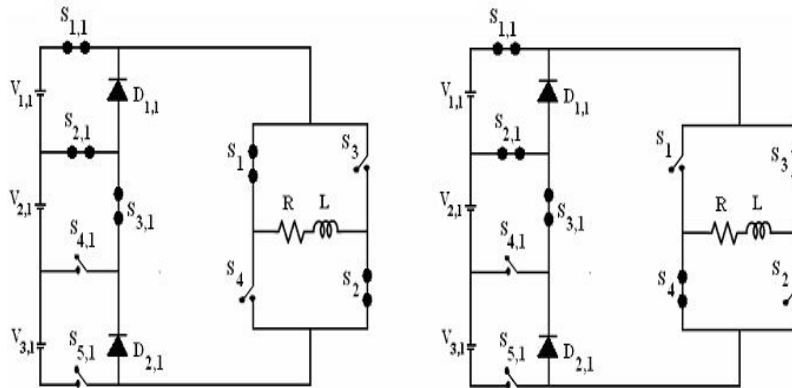 S1,1
V1,1
D1,1
S2,1
S1
S3
V2,1
S3,1
R L
S4,1
S4
S2
V3,1
S5,1
D2,1
S1,1
V1,1
D1,1
S2,1
S1
S3
V2,1
S3,1
R L
S4,1
S4
S2
V3,1
S5,1
D2,1